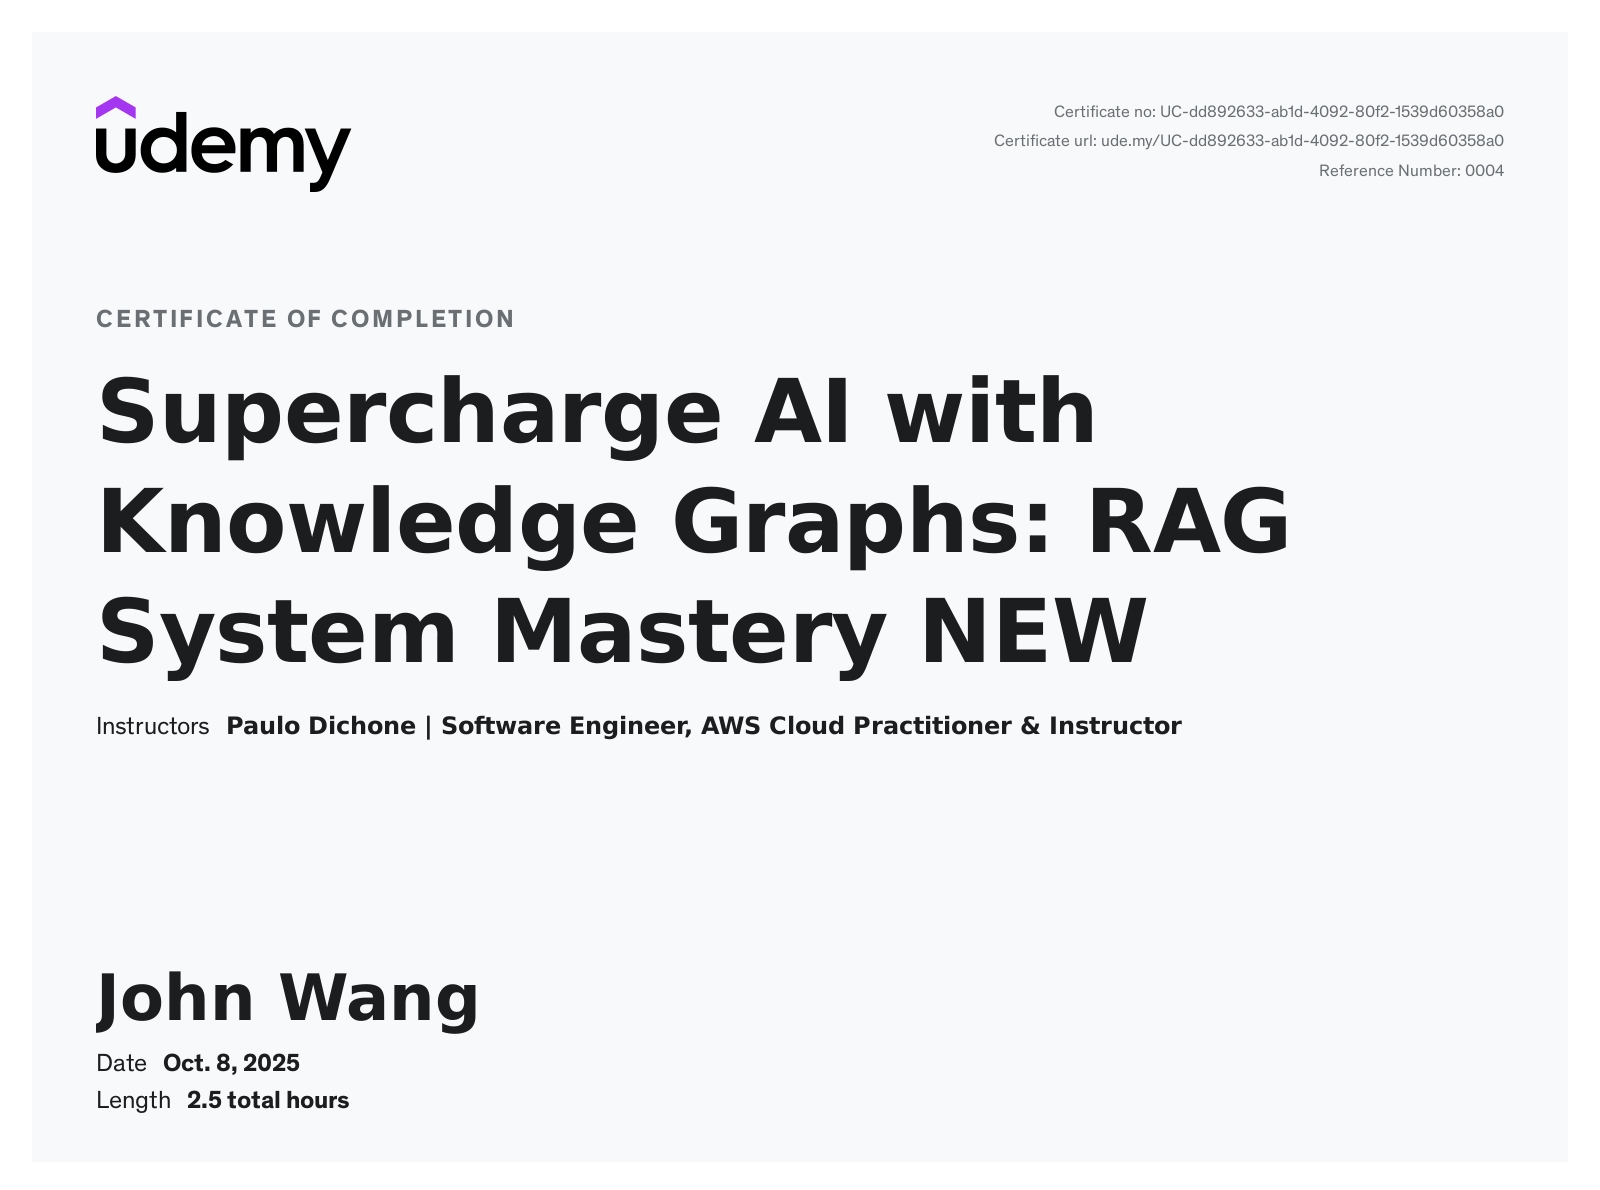 udemy
Certificate no: UC-dd892633-ab1d-4092-80f2-1539d60358a0
Certificate url: ude.my/UC-dd892633-ab1d-4092-80f2-1539d60358a0
Reference Number: 0004
CERTIFICATE OF COMPLETION
Supercharge AI with
Knowledge Graphs: RAG
System Mastery NEW
Instructors Paulo Dichone | Software Engineer, AWS Cloud Practitioner & Instructor
John Wang
Date Oct. 8, 2025
Length 2.5 total hours